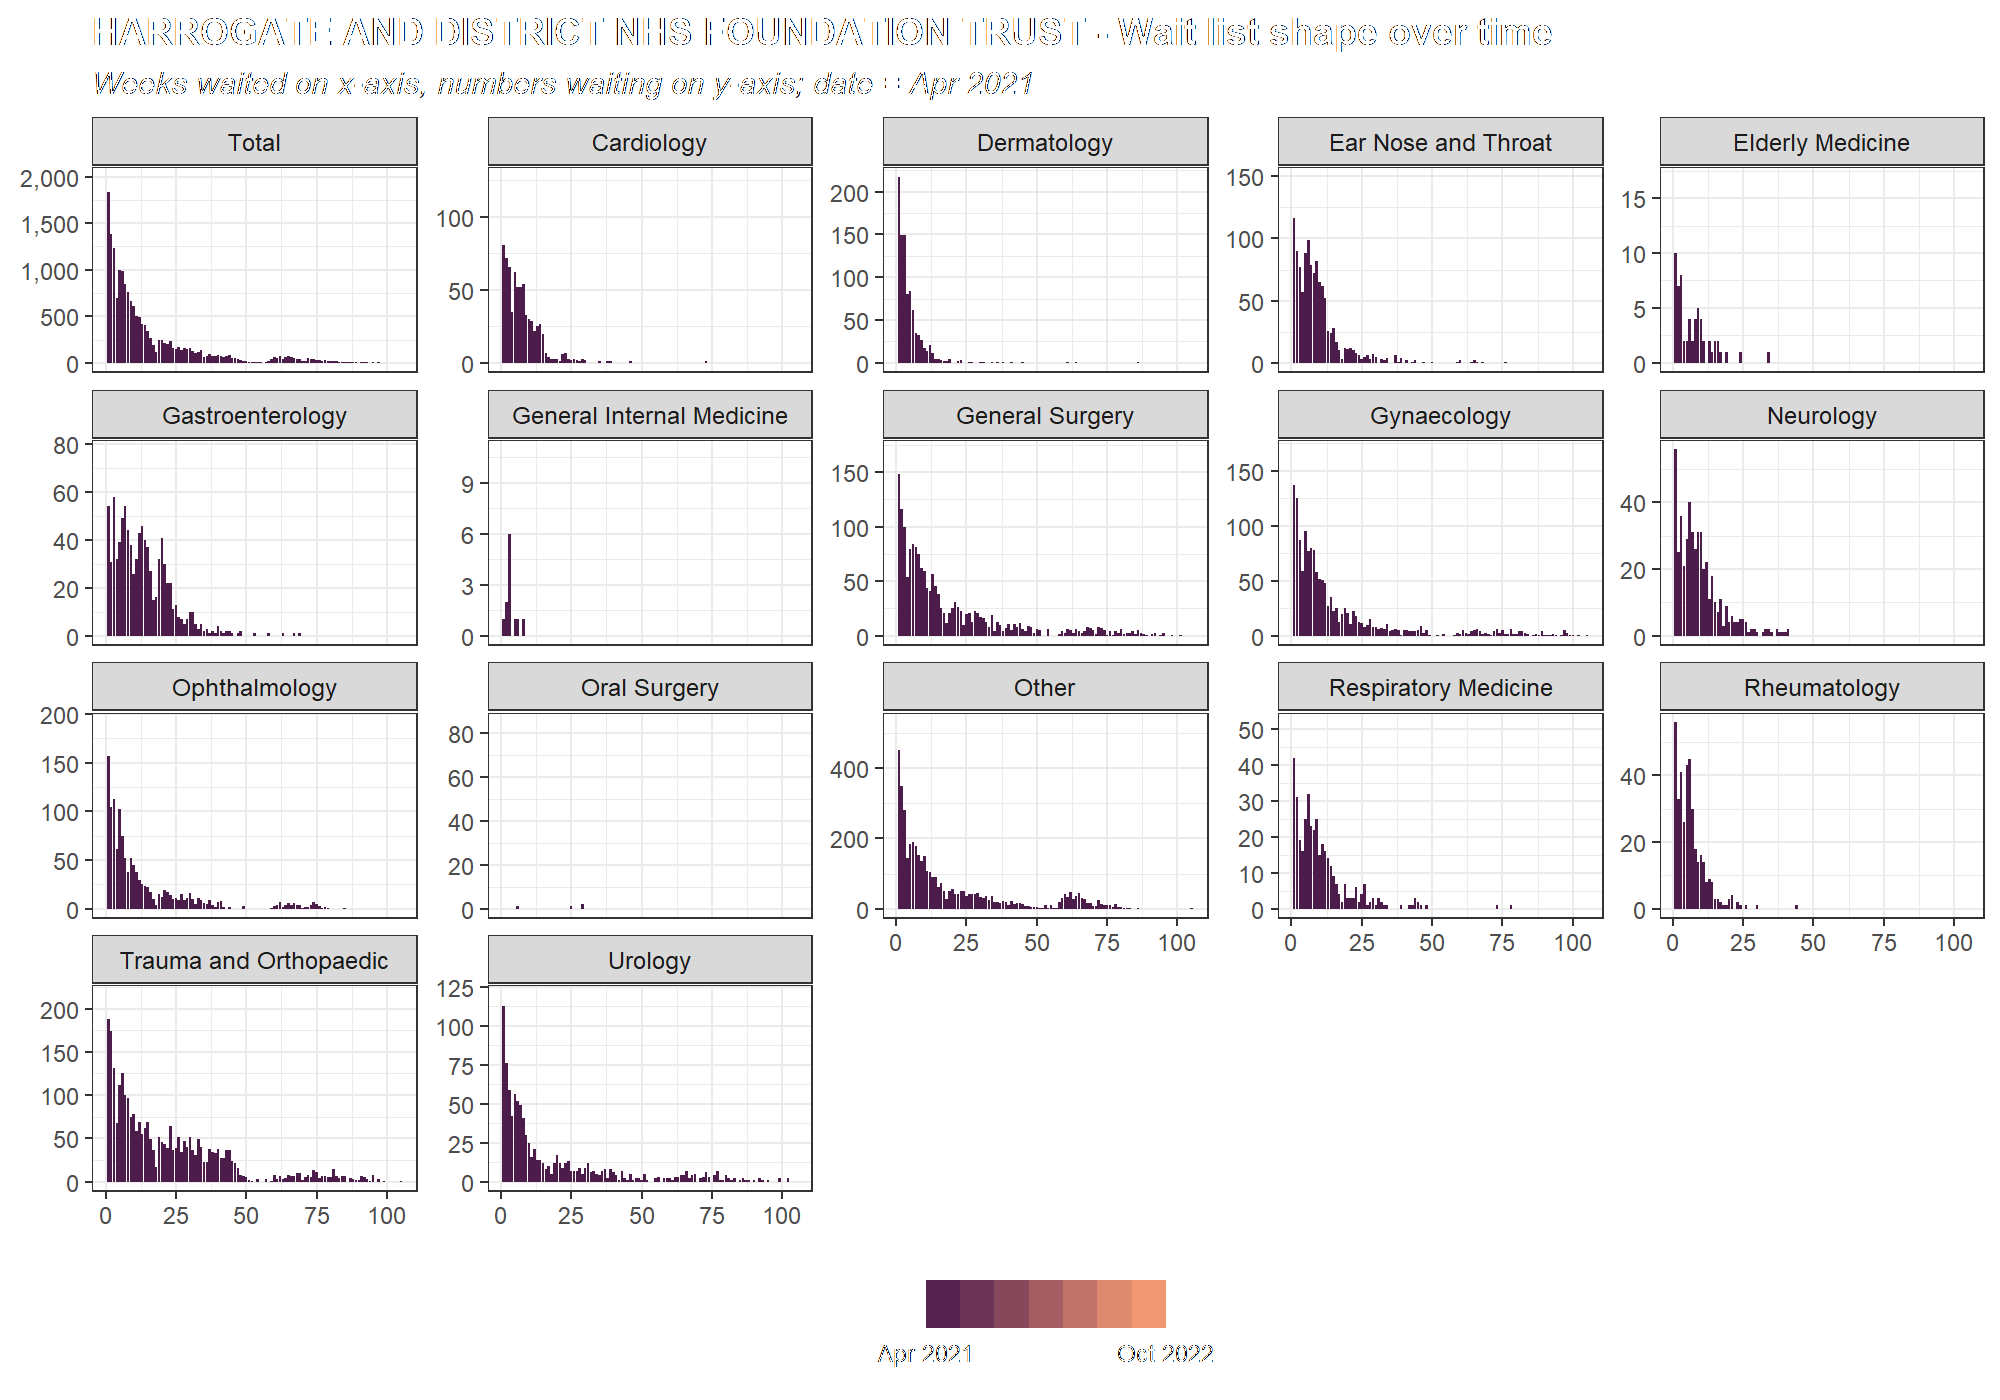 HARROGATE AND DISTRICT NHS FOUNDATION TRUST - Wait list shape over time
Weeks waited on x-axis, numbers waiting on y-axis; date = Apr 2021
Total
2,000
1,500
1,000
500
0
Cardiology
100
50
0
Dermatology
200
150
100
50
0
Ear Nose and Throat
150
100
50
0
Elderly Medicine
15
10
5
0
Gastroenterology
80
60
40
20
0
General Internal Medicine
9
6
3
0
General Surgery
150
100
50
0
Gynaecology
150
100
50
0
Neurology
40
20
0
Ophthalmology
200
150
100
50
0
Oral Surgery
80
60
40
20
0
Other
400
200
0
0 25 50 75 100
Respiratory Medicine
50
40
30
20
10
0
0 25 50 75 100
Rheumatology
40
20
0
0 25 50 75 100
Trauma and Orthopaedic
200
150
100
50
0
0 25 50 75 100
Urology
125
100
75
50
25
0
0 25 50 75 100
Apr 2021 Oct 2022